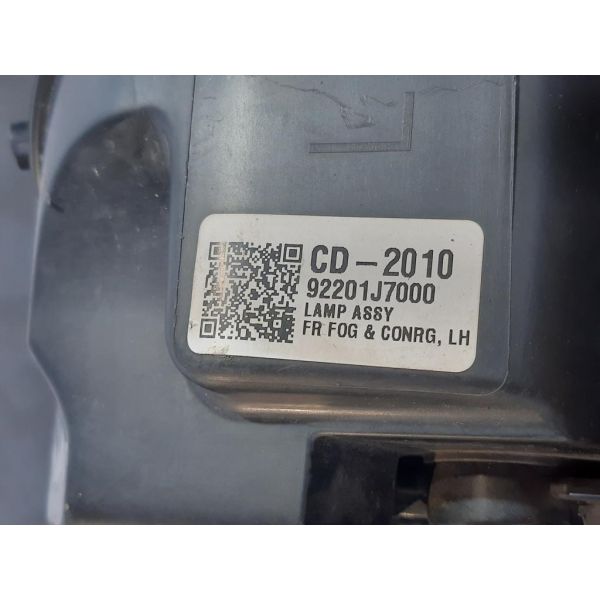 L
CD-2010
92201J7000
LAMP ASSY
FR FOG & CONRG, LH